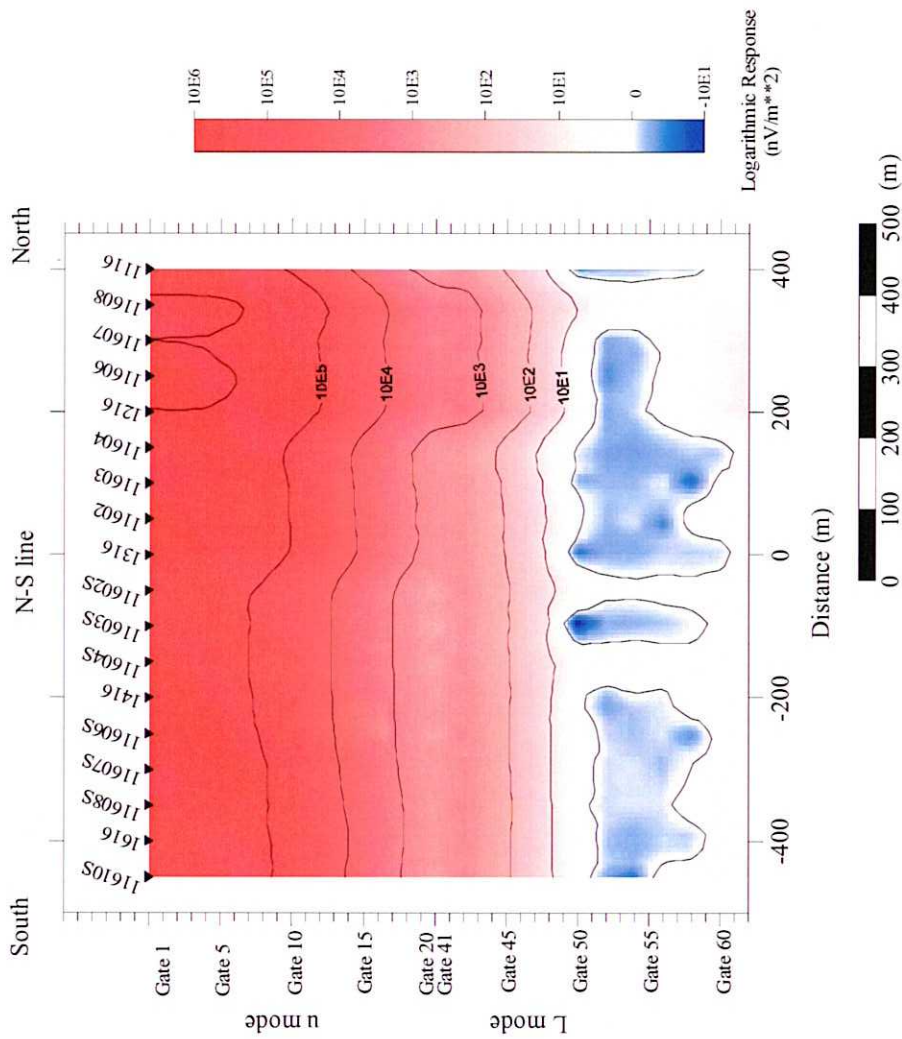 South N-S line North
11610S
1616
11608S
11607S
11606S
1416
11604S
11603S
11602S
1316
11602
11603
11604
1216
11606
11607
11608
1116
u mode
L mode
Gate 1
Gate 5
Gate 10
Gate 15
Gate 20
Gate 41
Gate 45
Gate 50
Gate 55
Gate 60
10E5
10E4
10E3
10E2
10E1
-400 -200 0 200 400
Distance (m)
0 100 200 300 400 500 (m)
10E6
10E5
10E4
10E3
10E2
10E1
0
-10E1
Logarithmic Response
(nV/m**2)